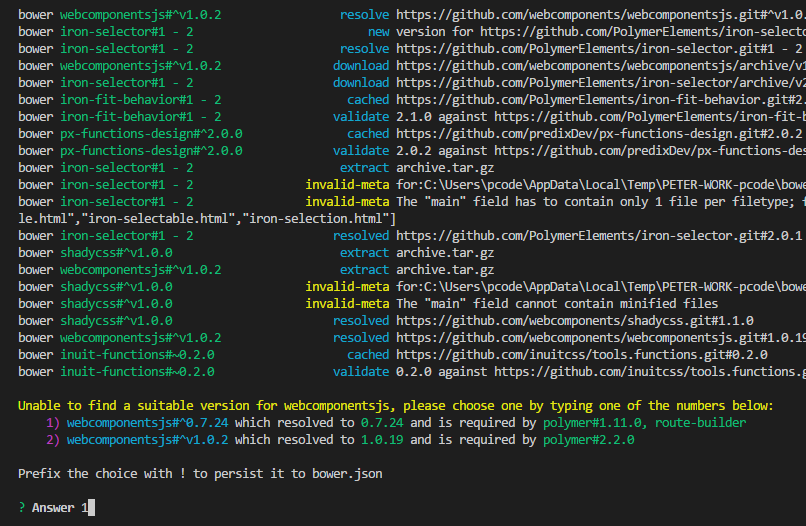 bower webcomponentsjs#^v1.0.2 resolve https://github.com/webcomponents/webcomponentsjs.git#^v1.0.
bower iron-selector#1 - 2 new version for https://github.com/PolymerElements/iron-selecto
bower iron-selector#1 - 2 resolve https://github.com/PolymerElements/iron-selector.git#1 - 2
bower webcomponentsjs#^v1.0.2 download https://github.com/webcomponents/webcomponentsjs/archive/v1
bower iron-selector#1 - 2 download https://github.com/PolymerElements/iron-selector/archive/v2
bower iron-fit-behavior#1 - 2 cached https://github.com/PolymerElements/iron-fit-behavior.git#2.
bower iron-fit-behavior#1 - 2 validate 2.1.0 against https://github.com/PolymerElements/iron-fit-b
bower px-functions-design#^2.0.0 cached https://github.com/predixDev/px-functions-design.git#2.0.2
bower px-functions-design#^2.0.0 validate 2.0.2 against https://github.com/predixDev/px-functions-des
bower iron-selector#1 - 2 extract archive.tar.gz
bower iron-selector#1 - 2 invalid-meta for:C:\Users\pcode\AppData\Local\Temp\PETER-WORK-pcode\bowe
bower iron-selector#1 - 2 invalid-meta The "main" field has to contain only 1 file per filetype; f
le.html","iron-selectable.html","iron-selection.html"]
bower iron-selector#1 - 2 resolved https://github.com/PolymerElements/iron-selector.git#2.0.1
bower shadycss#^v1.0.0 extract archive.tar.gz
bower webcomponentsjs#^v1.0.2 extract archive.tar.gz
bower shadycss#^v1.0.0 invalid-meta for:C:\Users\pcode\AppData\Local\Temp\PETER-WORK-pcode\bowe
bower shadycss#^v1.0.0 invalid-meta The "main" field cannot contain minified files
bower shadycss#^v1.0.0 resolved https://github.com/webcomponents/shadycss.git#1.1.0
bower webcomponentsjs#^v1.0.2 resolved https://github.com/webcomponents/webcomponentsjs.git#1.0.19
bower inuit-functions#~0.2.0 cached https://github.com/inuitcss/tools.functions.git#0.2.0
bower inuit-functions#~0.2.0 validate 0.2.0 against https://github.com/inuitcss/tools.functions.g
Unable to find a suitable version for webcomponentsjs, please choose one by typing one of the numbers below:
1) webcomponentsjs#^0.7.24 which resolved to 0.7.24 and is required by polymer#1.11.0, route-builder
2) webcomponentsjs#^v1.0.2 which resolved to 1.0.19 and is required by polymer#2.2.0
Prefix the choice with ! to persist it to bower.json
? Answer 1